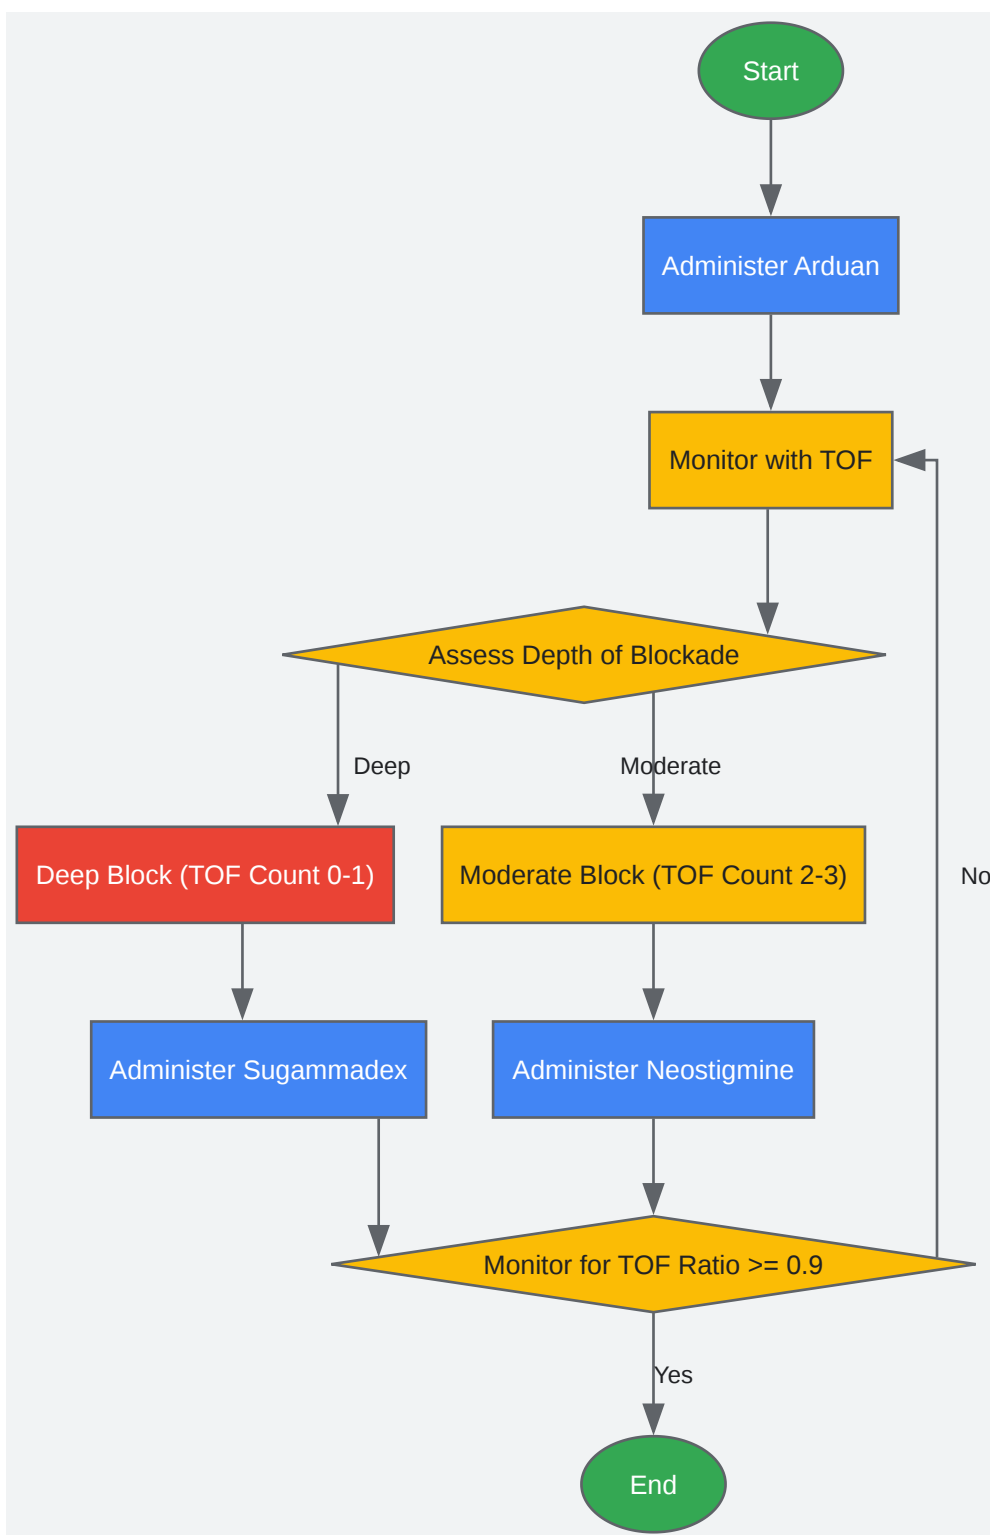 Start
Administer Arduan
Monitor with TOF
Assess Depth of Blockade
Deep
Moderate
Deep Block (TOF Count 0-1)
Moderate Block (TOF Count 2-3)
No
Administer Sugammadex
Administer Neostigmine
Monitor for TOF Ratio >= 0.9
Yes
End